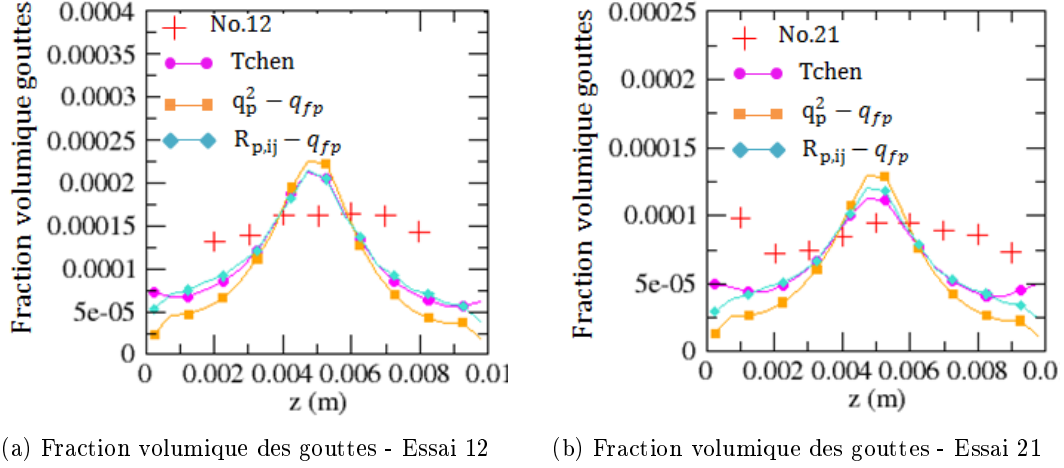 Fraction volumique gouttes
0.0004
0.00035
0.0003
0.00025
0.0002
0.00015
0.0001
5e-05
0
No.12
Tchen
q_p^2 − q_fp
R_p,ij − q_fp
0 0.002 0.004 0.006 0.008 0.01
z (m)
(a) Fraction volumique des gouttes - Essai 12
Fraction volumique gouttes
0.00025
0.0002
0.00015
0.0001
5e-05
0
No.21
Tchen
q_p^2 − q_fp
R_p,ij − q_fp
0 0.002 0.004 0.006 0.008 0.0
z (m)
(b) Fraction volumique des gouttes - Essai 21